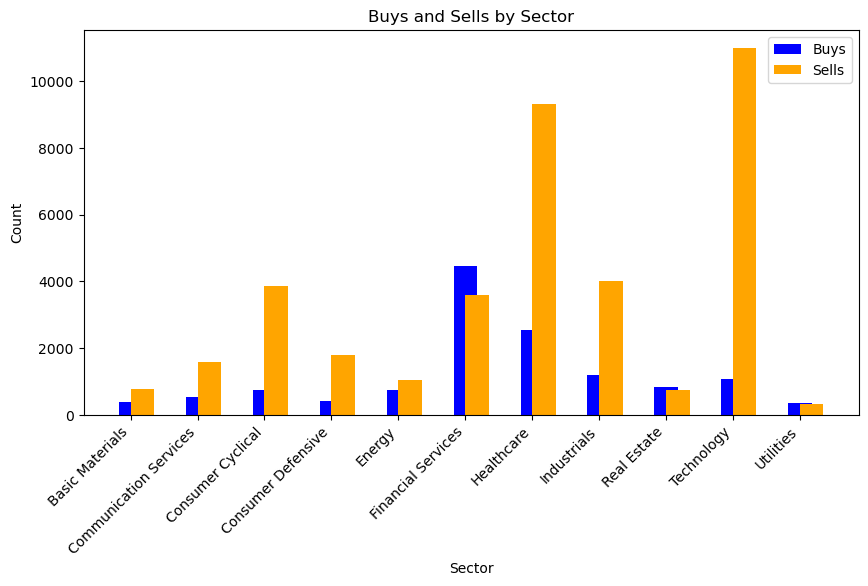 Buys and Sells by Sector
Buys
Sells
Count
10000
8000
6000
4000
2000
0
Basic Materials
Communication Services
Consumer Cyclical
Consumer Defensive
Energy
Financial Services
Healthcare
Industrials
Real Estate
Technology
Utilities
Sector